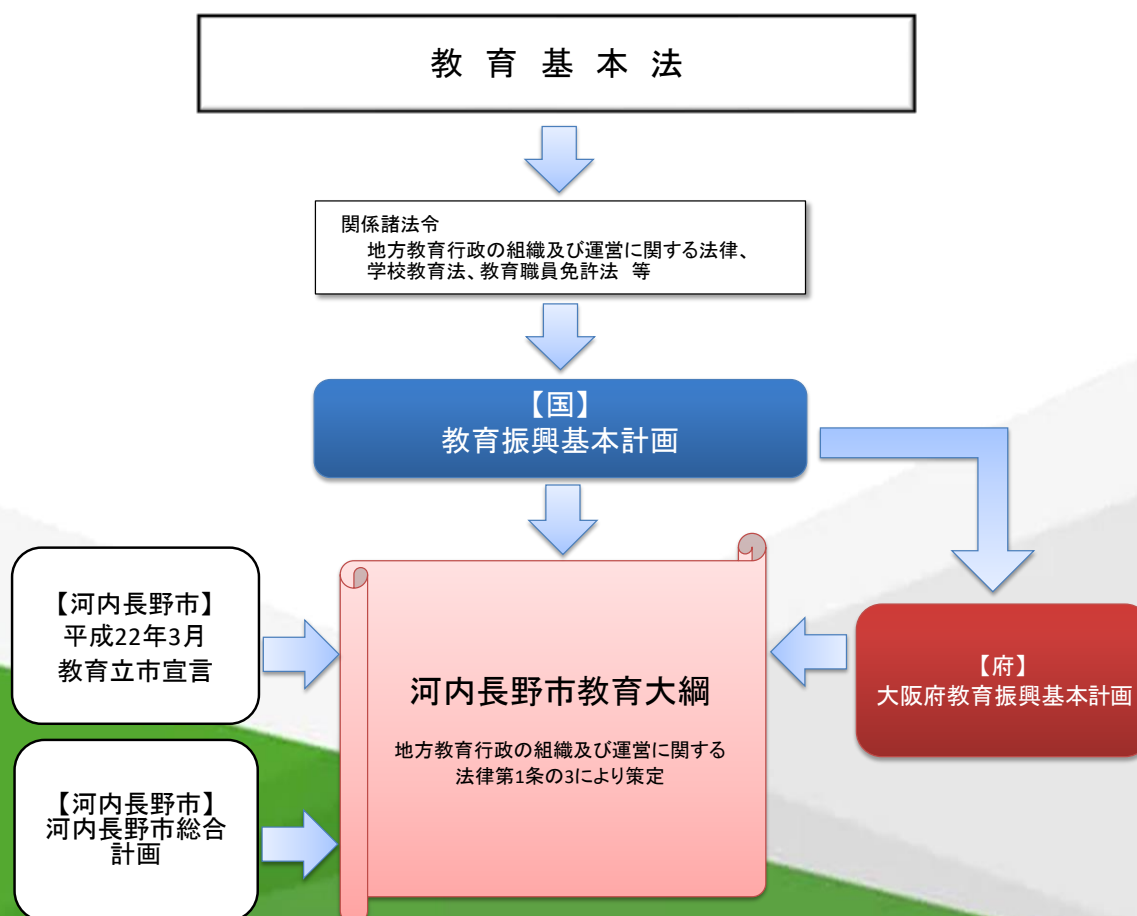 教 育 基 本 法
関係諸法令
地方教育行政の組織及び運営に関する法律、
学校教育法、教育職員免許法 等
【国】
教育振興基本計画
【河内長野市】
平成22年3月
教育立市宣言
河内長野市教育大綱
地方教育行政の組織及び運営に関する
法律第1条の3により策定
【府】
大阪府教育振興基本計画
【河内長野市】
河内長野市総合
計画